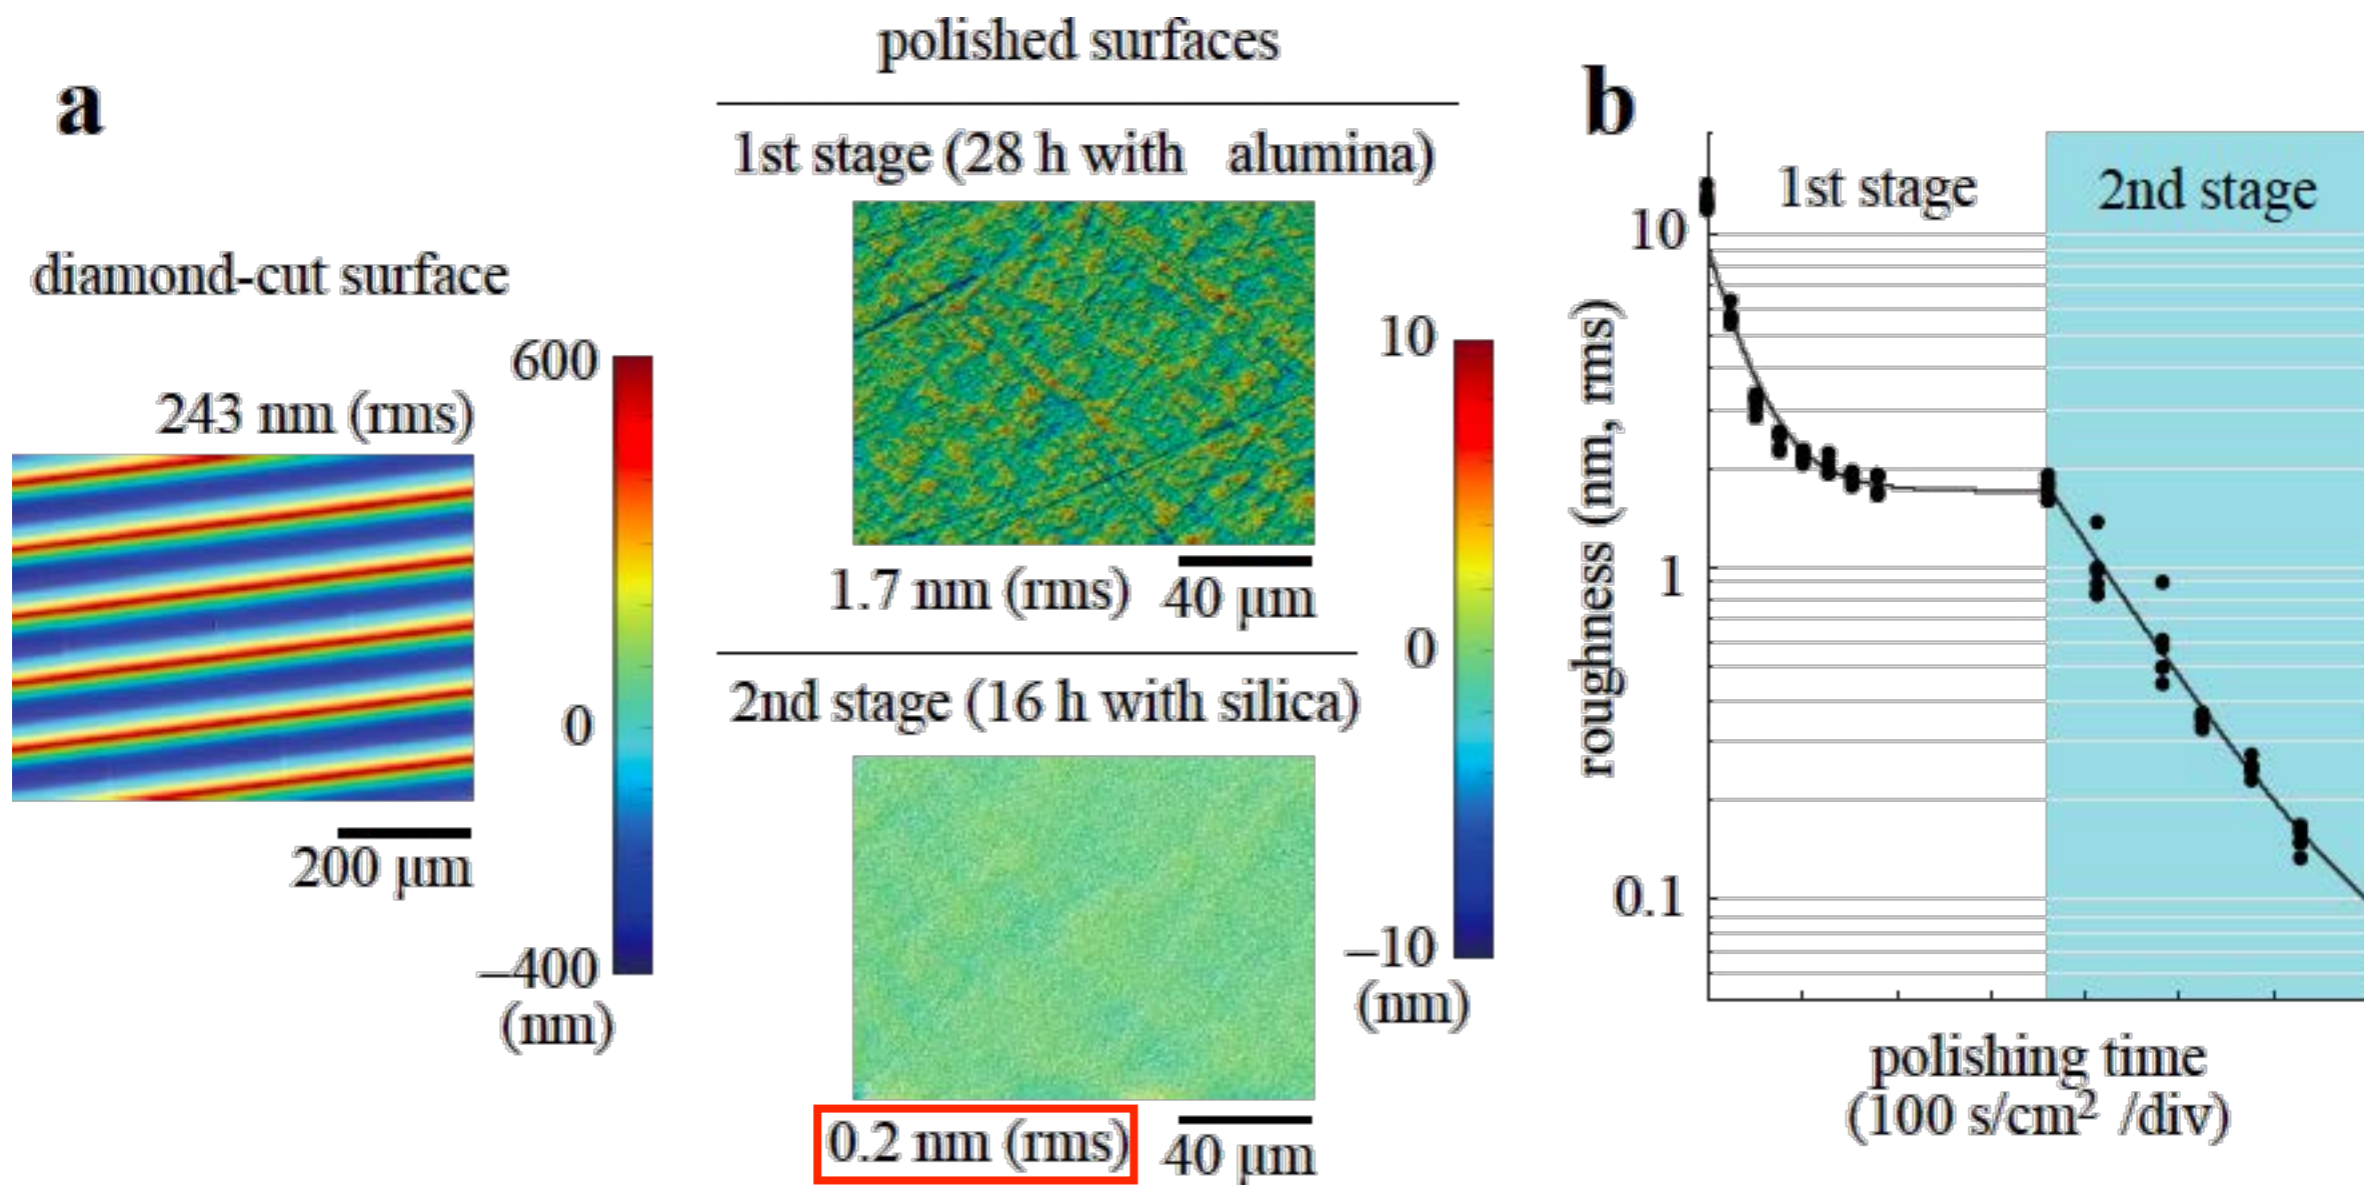 a
diamond-cut surface
243 nm (rms)
600
0
–400
(nm)
200 μm
polished surfaces
1st stage (28 h with alumina)
1.7 nm (rms)
40 μm
2nd stage (16 h with silica)
0.2 nm (rms)
40 μm
10
0
–10
(nm)
b
1st stage
2nd stage
10
1
0.1
roughness (nm, rms)
polishing time
(100 s/cm² /div)